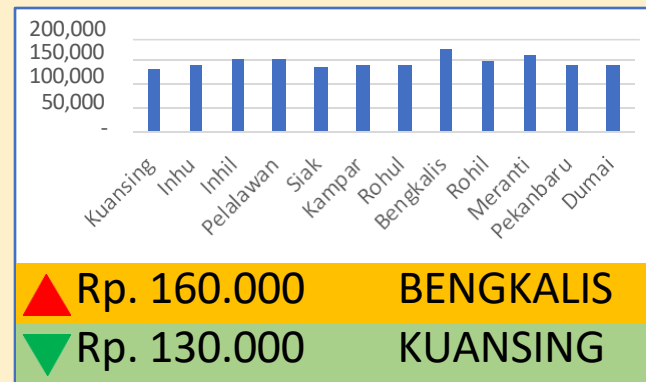 200,000
150,000
100,000
50,000
-
Kuansing
Inhu
Inhil
Pelalawan
Siak
Kampar
Rohul
Bengkalis
Rohil
Meranti
Pekanbaru
Dumai
Rp. 160.000 BENGKALIS
Rp. 130.000 KUANSING